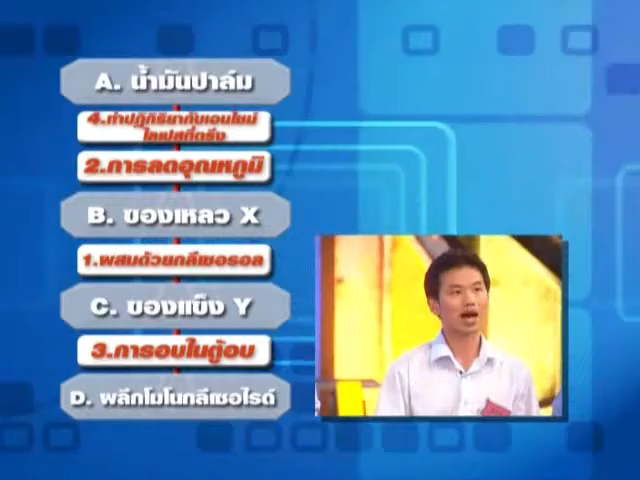 A. น้ำมันปาล์ม
4.ทำปฏิกิริยากับเอนไซม์
ไลเปสที่ตรึง
2.การลดอุณหภูมิ
B. ของเหลว X
1.ผสมด้วยกลีเซอรอล
C. ของแข็ง Y
3.การอบในตู้อบ
D. ผลึกโมโนกลีเซอไรด์